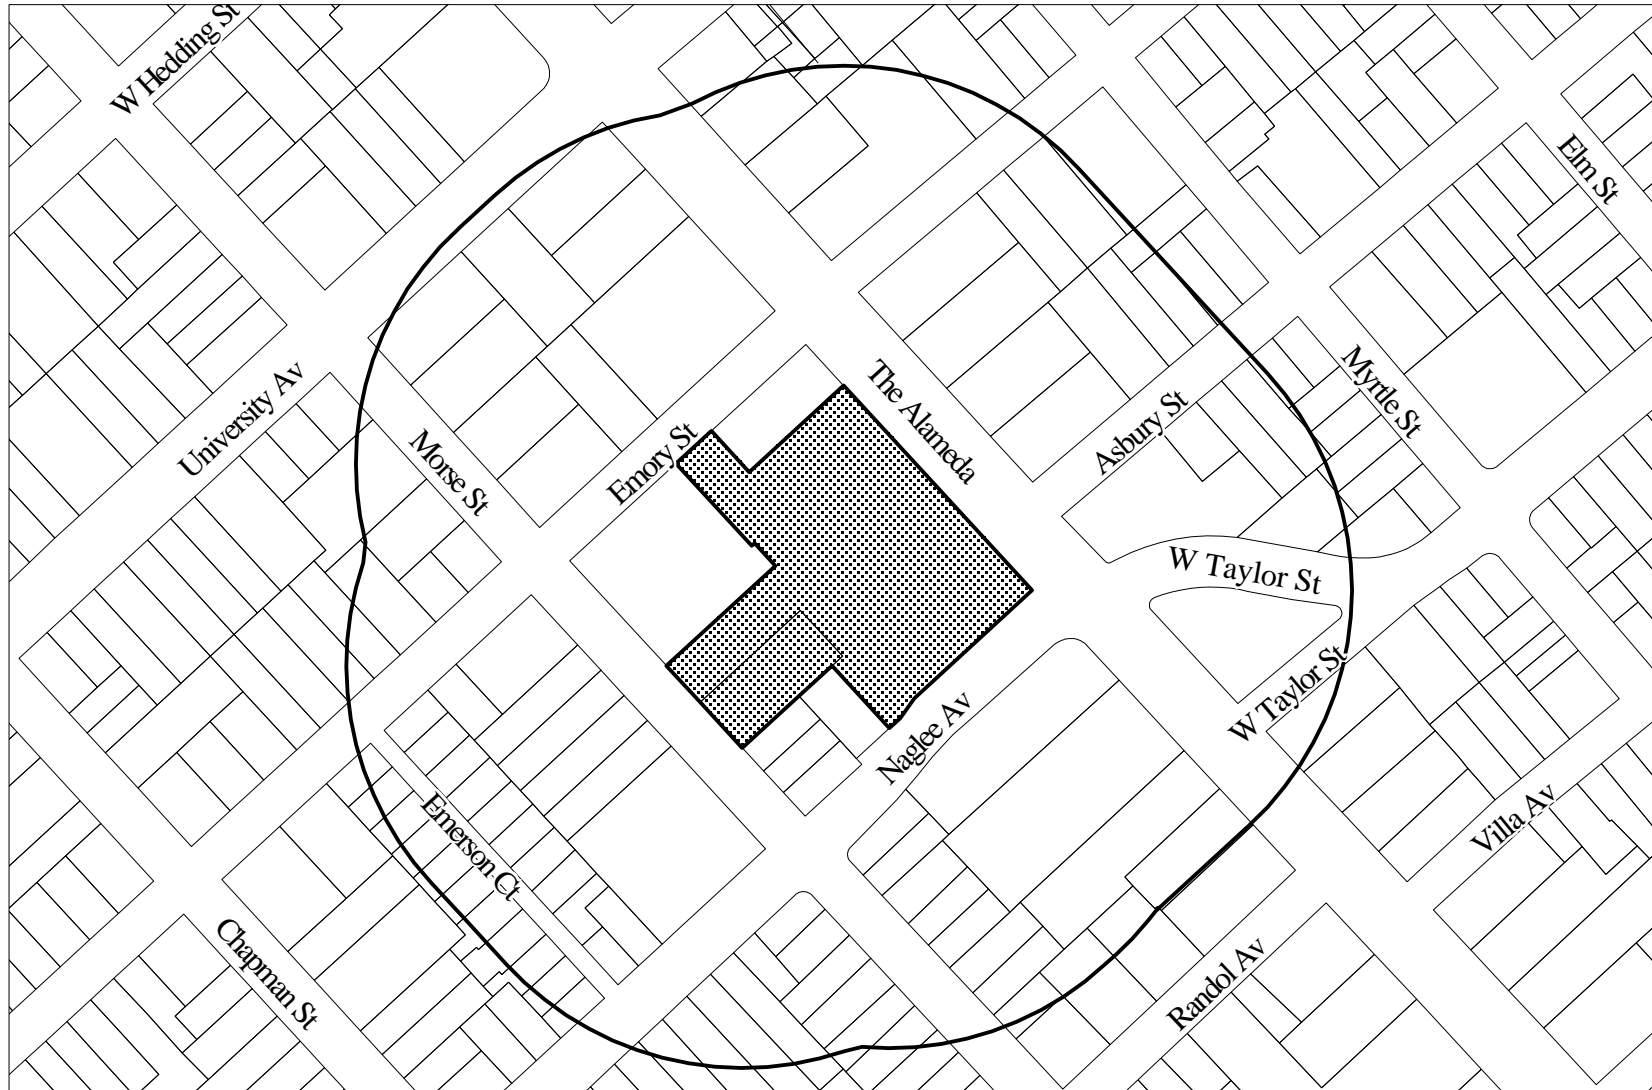 W Hedding St
Elm St
University Av
The Alameda
Myrtle St
Morse St
Emory St
Asbury St
W Taylor St
W Taylor St
Naglee Av
Emerson Ct
Villa Av
Chapman St
Randol Av